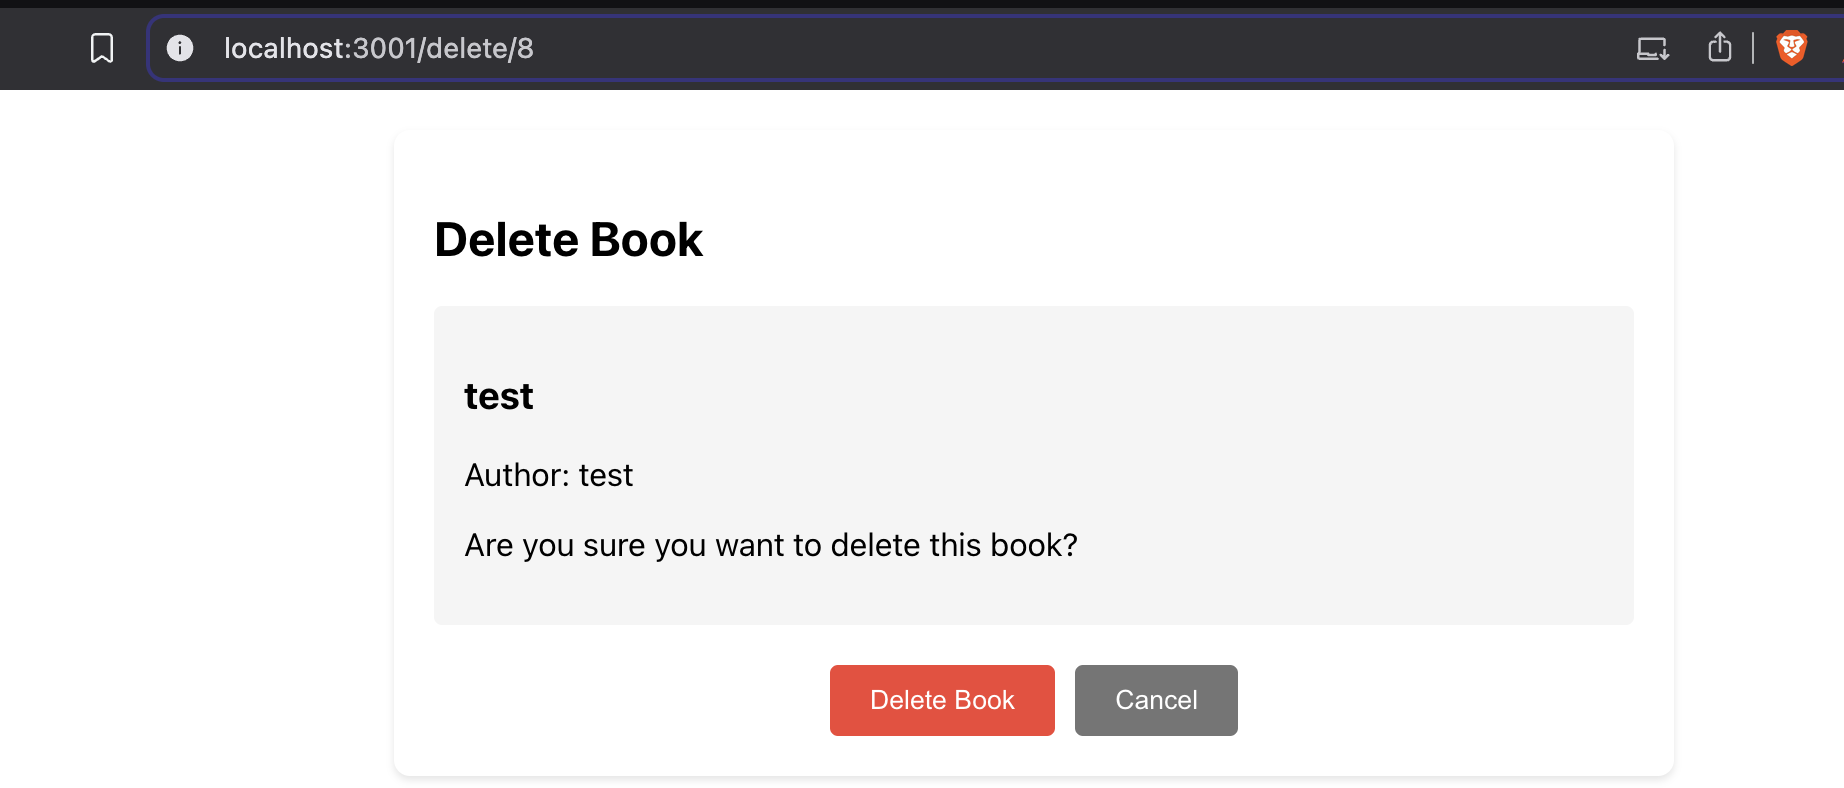 localhost:3001/delete/8
Delete Book
test
Author: test
Are you sure you want to delete this book?
Delete Book
Cancel